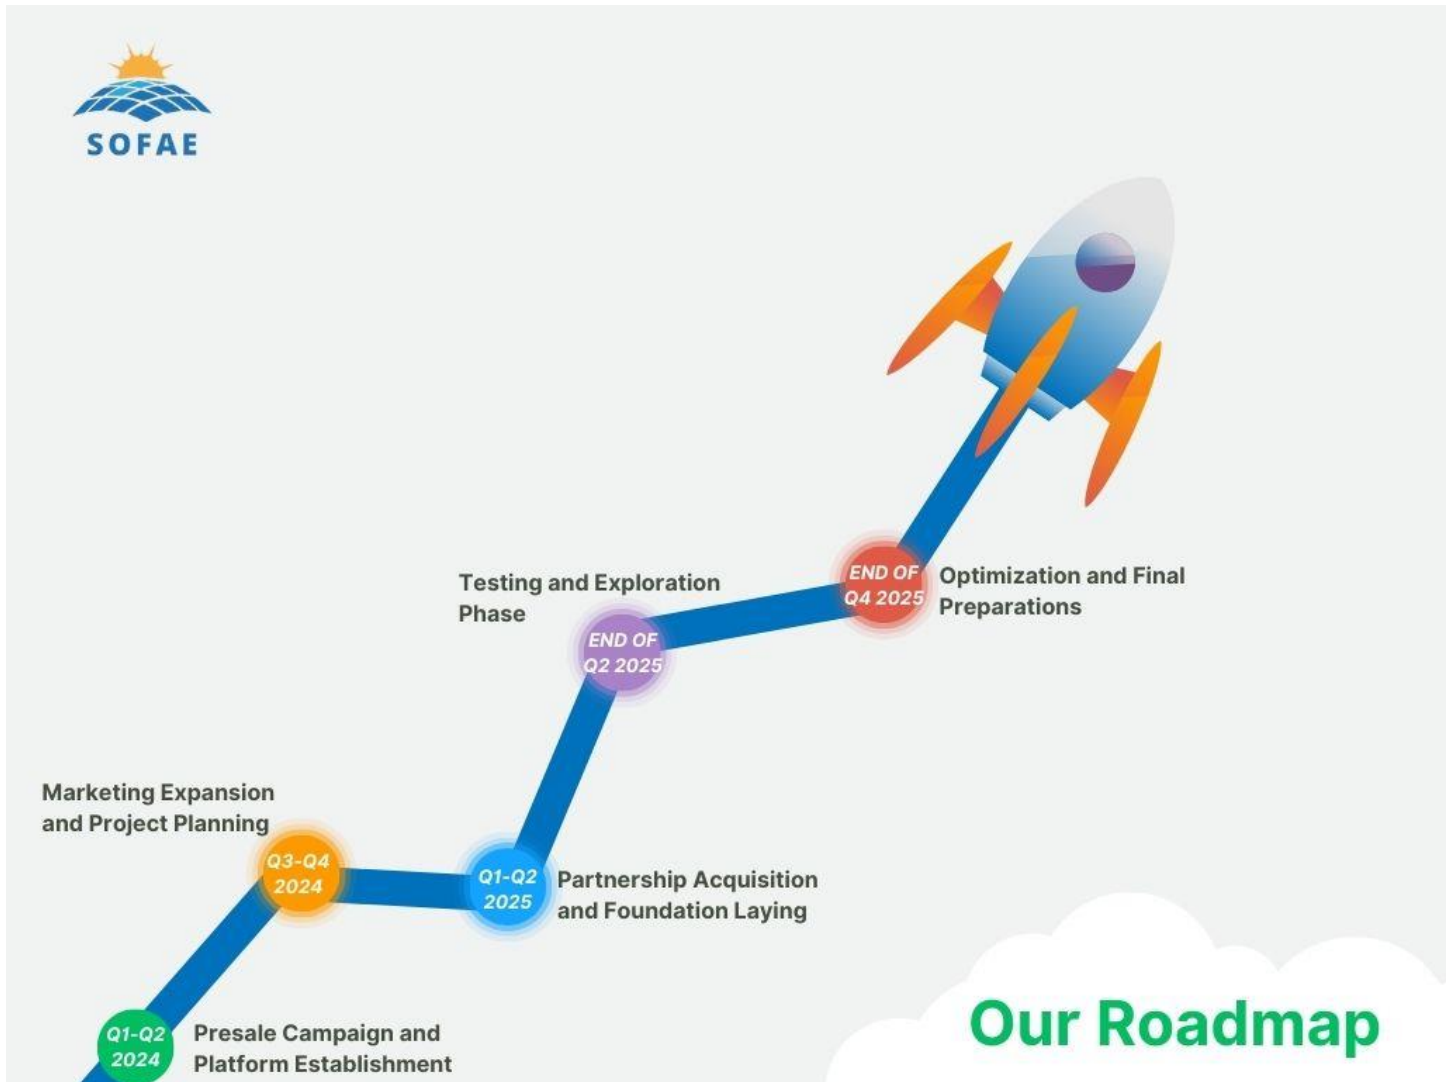 SOFAE
Testing and Exploration
Phase
END OF
Q2 2025
END OF
Q4 2025
Optimization and Final
Preparations
Marketing Expansion
and Project Planning
Q3-Q4
2024
Q1-Q2
2025
Partnership Acquisition
and Foundation Laying
Q1-Q2
2024
Presale Campaign and
Platform Establishment
Our Roadmap